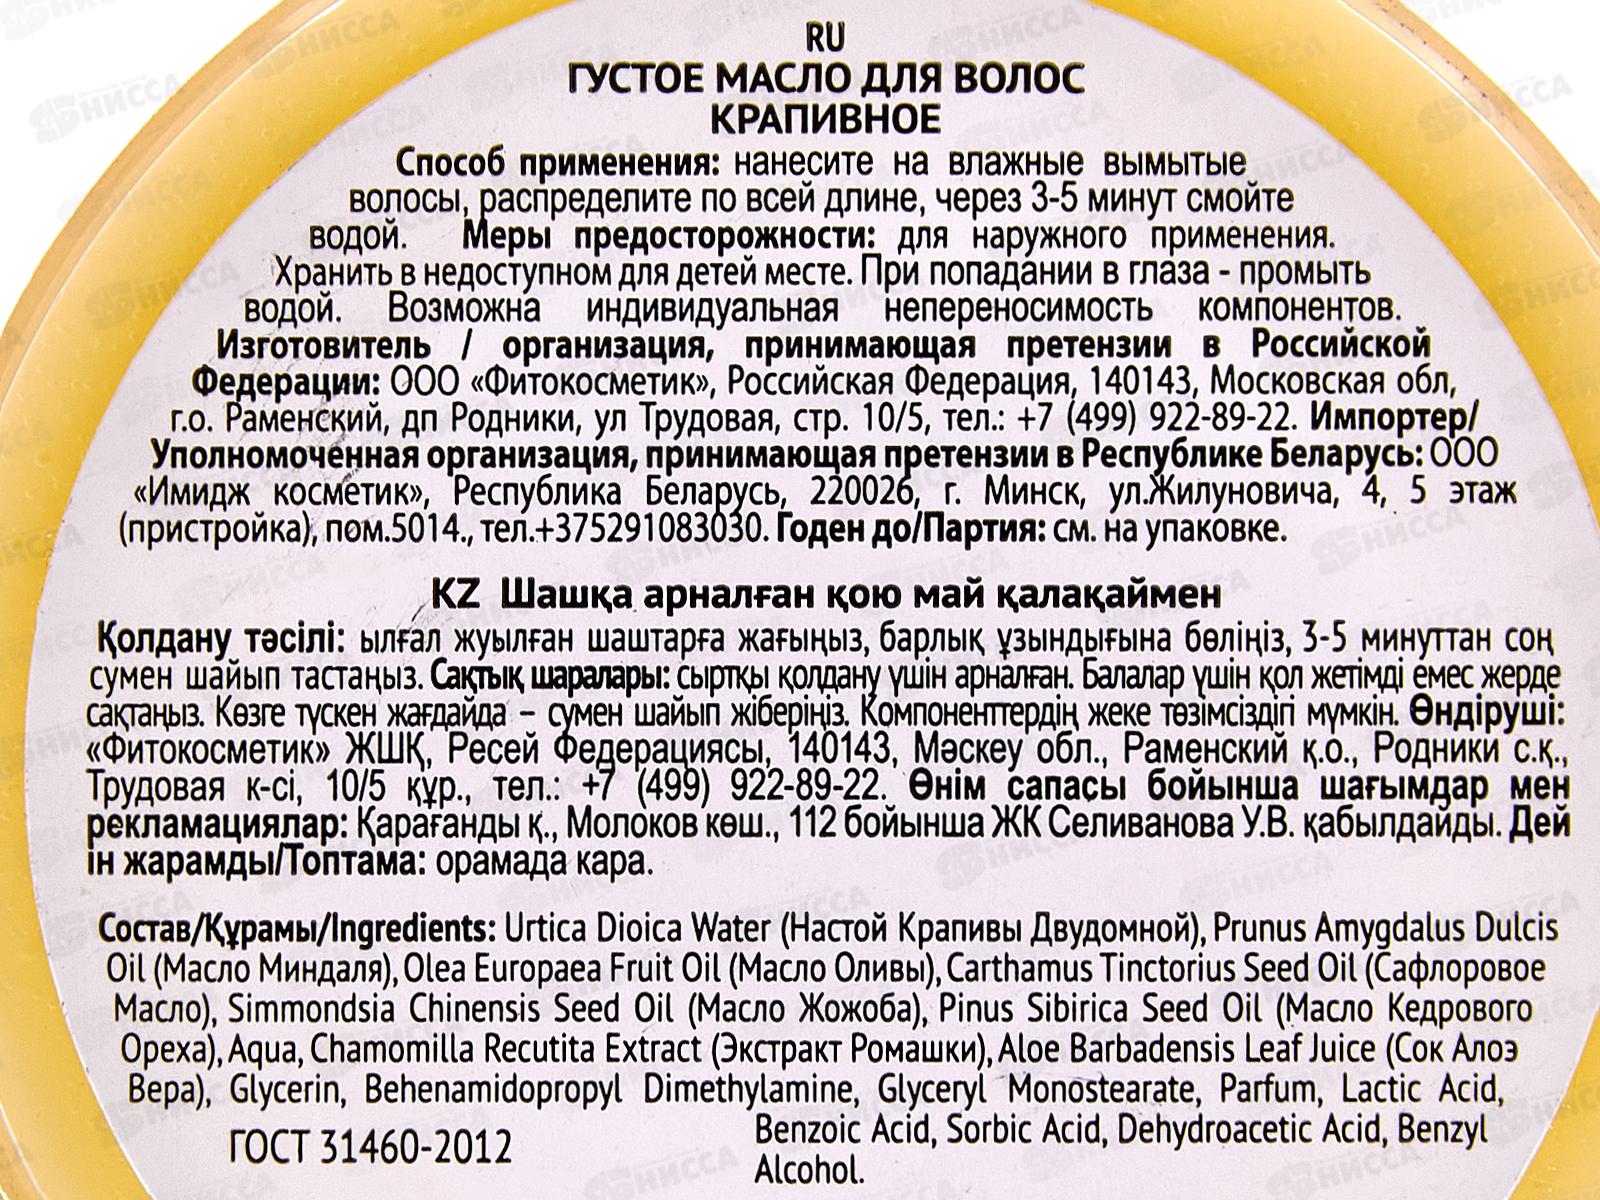 RU
ГУСТОЕ МАСЛО ДЛЯ ВОЛОС
КРАПИВНОЕ
Способ применения: нанесите на влажные вымытые
волосы, распределите по всей длине, через 3-5 минут смойте
водой. Меры предосторожности: для наружного применения.
Хранить в недоступном для детей месте. При попадании в глаза - промыть
водой. Возможна индивидуальная непереносимость компонентов.
Изготовитель / организация, принимающая претензии в Российской
Федерации: ООО «Фитокосметик», Российская Федерация, 140143, Московская обл,
г.о. Раменский, дп Родники, ул Трудовая, стр. 10/5, тел.: +7 (499) 922-89-22. Импортер/
Уполномоченная организация, принимающая претензии в Республике Беларусь: ООО
«Имидж косметик», Республика Беларусь, 220026, г. Минск, ул.Жилуновича, 4, 5 этаж
(пристройка), пом.5014., тел.+375291083030. Годен до/Партия: см. на упаковке.
KZ Шашқа арналған қою май қалақаймен
Қолдану тәсілі: ылғал жуылған шаштарға жағыңыз, барлық ұзындығына бөліңіз, 3-5 минуттан соң
сумен шайып тастаңыз. Сақтық шаралары: сыртқы қолдану үшін арналған. Балалар үшін қол жетімді емес жерде
сақтаңыз. Көзге түскен жағдайда – сумен шайып жіберіңіз. Компоненттердің жеке төзімсіздігі мүмкін. Өндіруші:
«Фитокосметик» ЖШҚ, Ресей Федерациясы, 140143, Мәскеу обл., Раменский қ.о., Родники с.қ.,
Трудовая к-сі, 10/5 құр., тел.: +7 (499) 922-89-22. Өнім сапасы бойынша шағымдар мен
рекламациялар: Қарағанды қ., Молоков көш., 112 бойынша ЖК Селиванова У.В. қабылдайды. Дей
ін жарамды/Топтама: орамада кара.
Состав/Құрамы/Ingredients: Urtica Dioica Water (Настой Крапивы Двудомной), Prunus Amygdalus Dulcis
Oil (Масло Миндаля), Olea Europaea Fruit Oil (Масло Оливы), Carthamus Tinctorius Seed Oil (Сафлоровое
Масло), Simmondsia Chinensis Seed Oil (Масло Жожоба), Pinus Sibirica Seed Oil (Масло Кедрового
Ореха), Aqua, Chamomilla Recutita Extract (Экстракт Ромашки), Aloe Barbadensis Leaf Juice (Сок Алоэ
Вера), Glycerin, Behenamidopropyl Dimethylamine, Glyceryl Monostearate, Parfum, Lactic Acid,
Benzoic Acid, Sorbic Acid, Dehydroacetic Acid, Benzyl
Alcohol.
ГОСТ 31460-2012